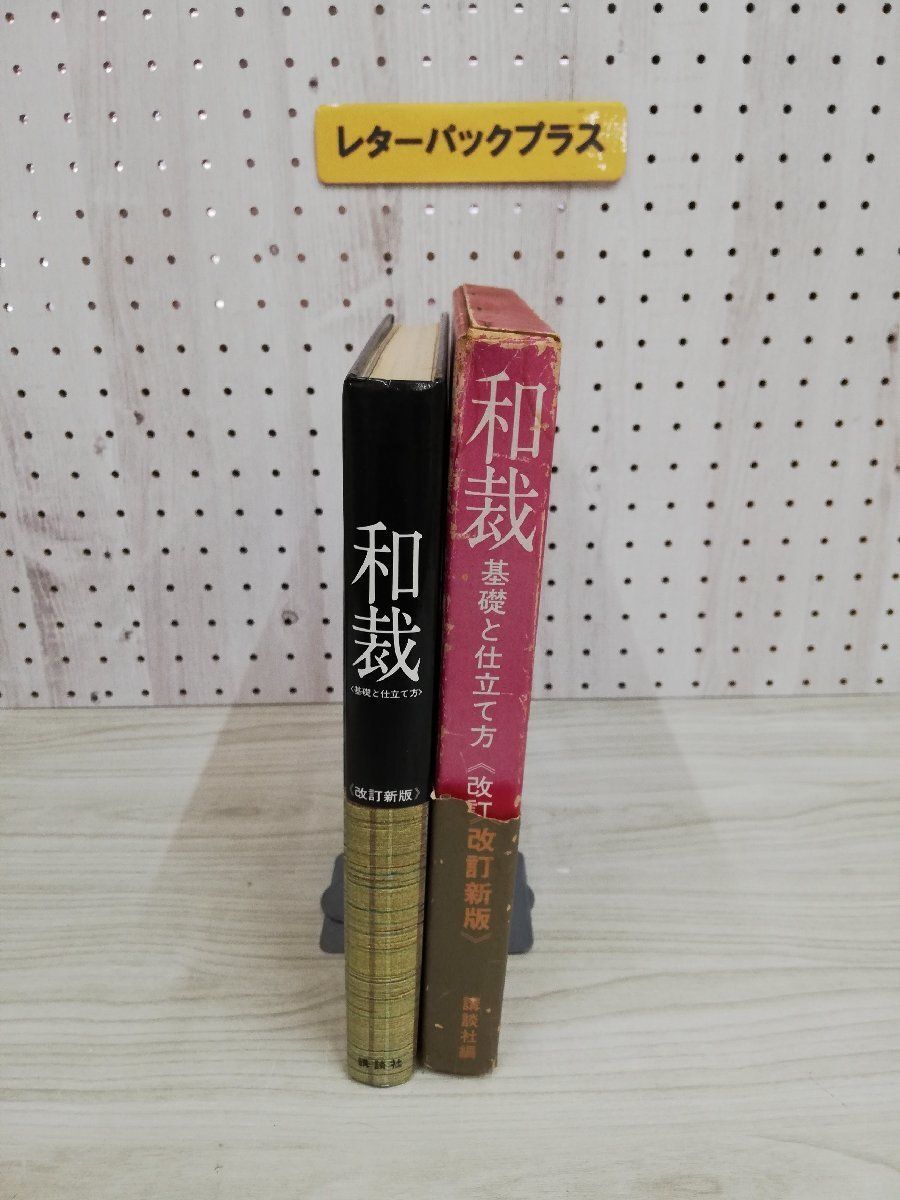 レターパックプラス
和裁
〈基礎と仕立て方〉
《改訂新版》
講談社
和裁
基礎と仕立て方
《改訂
《改訂新版》
講談社編